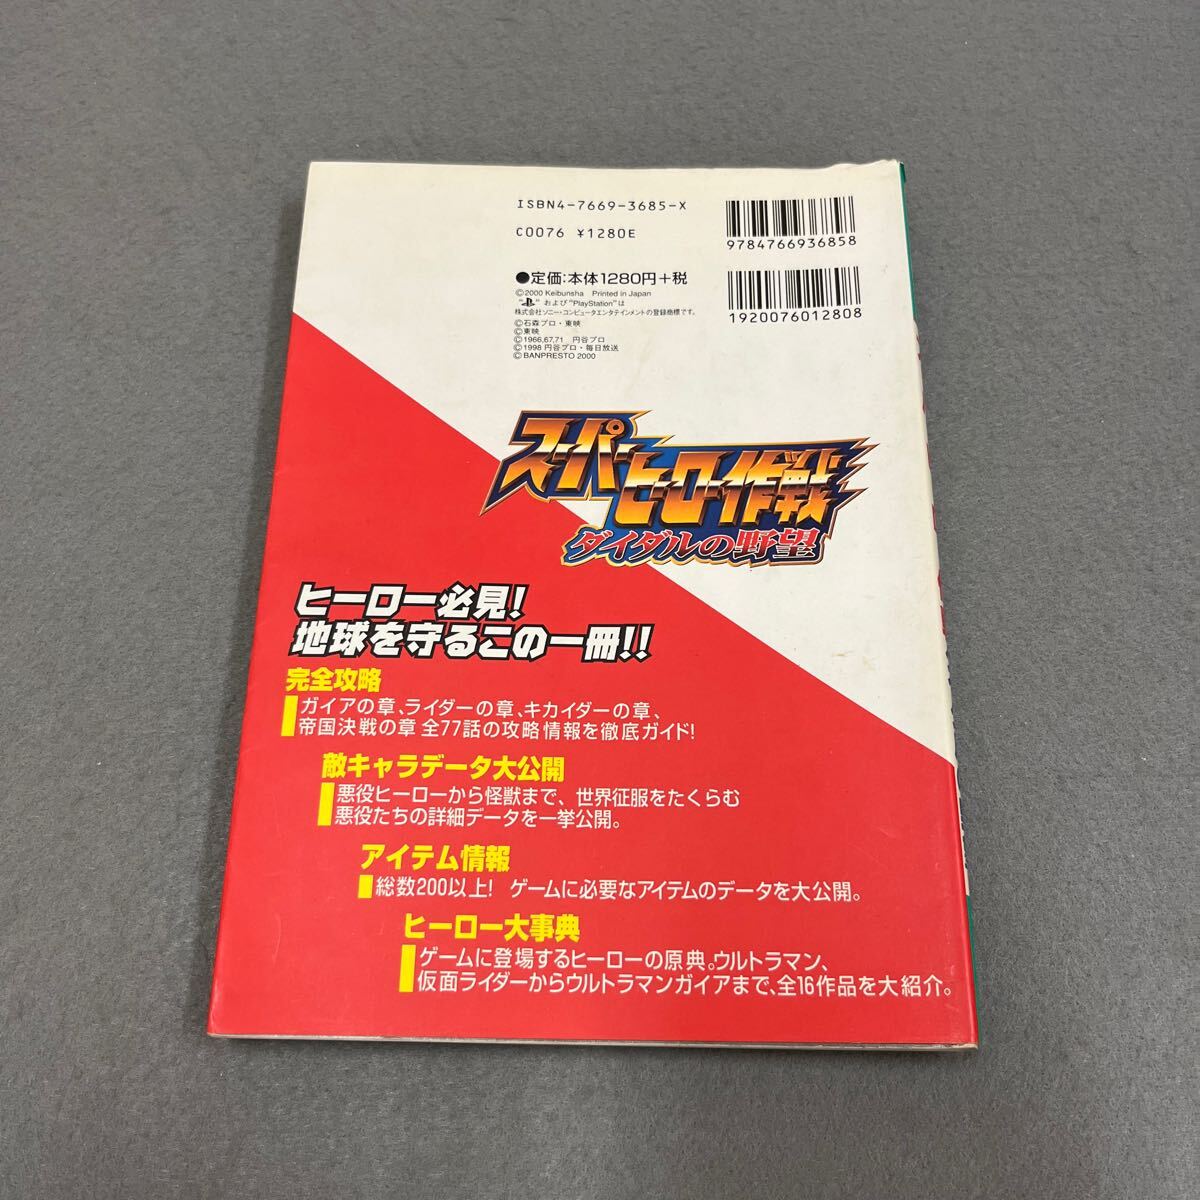 ISBN4-7669-3685-X
C0076 ¥1280E
9784766936858
●定価:本体1280円+税
1920076012808
©2000 Keibunsha Printed in Japan
"PS" および "PlayStation" は
株式会社ソニー・コンピュータエンタテインメントの登録商標です。
©石森プロ・東映
©東映
©1966,67,71 円谷プロ
©1998 円谷プロ・毎日放送
©BANPRESTO 2000
スーパーヒーロー作戦
ダイダルの野望
ヒーロー必見!
地球を守るこの一冊!!
完全攻略
ガイアの章、ライダーの章、キカイダーの章、
帝国決戦の章 全77話の攻略情報を徹底ガイド!
敵キャラデータ大公開
悪役ヒーローから怪獣まで、世界征服をたくらむ
悪役たちの詳細データを一挙公開。
アイテム情報
総数200以上! ゲームに必要なアイテムのデータを大公開。
ヒーロー大事典
ゲームに登場するヒーローの原典。ウルトラマン、
仮面ライダーからウルトラマンガイアまで、全16作品を大紹介。